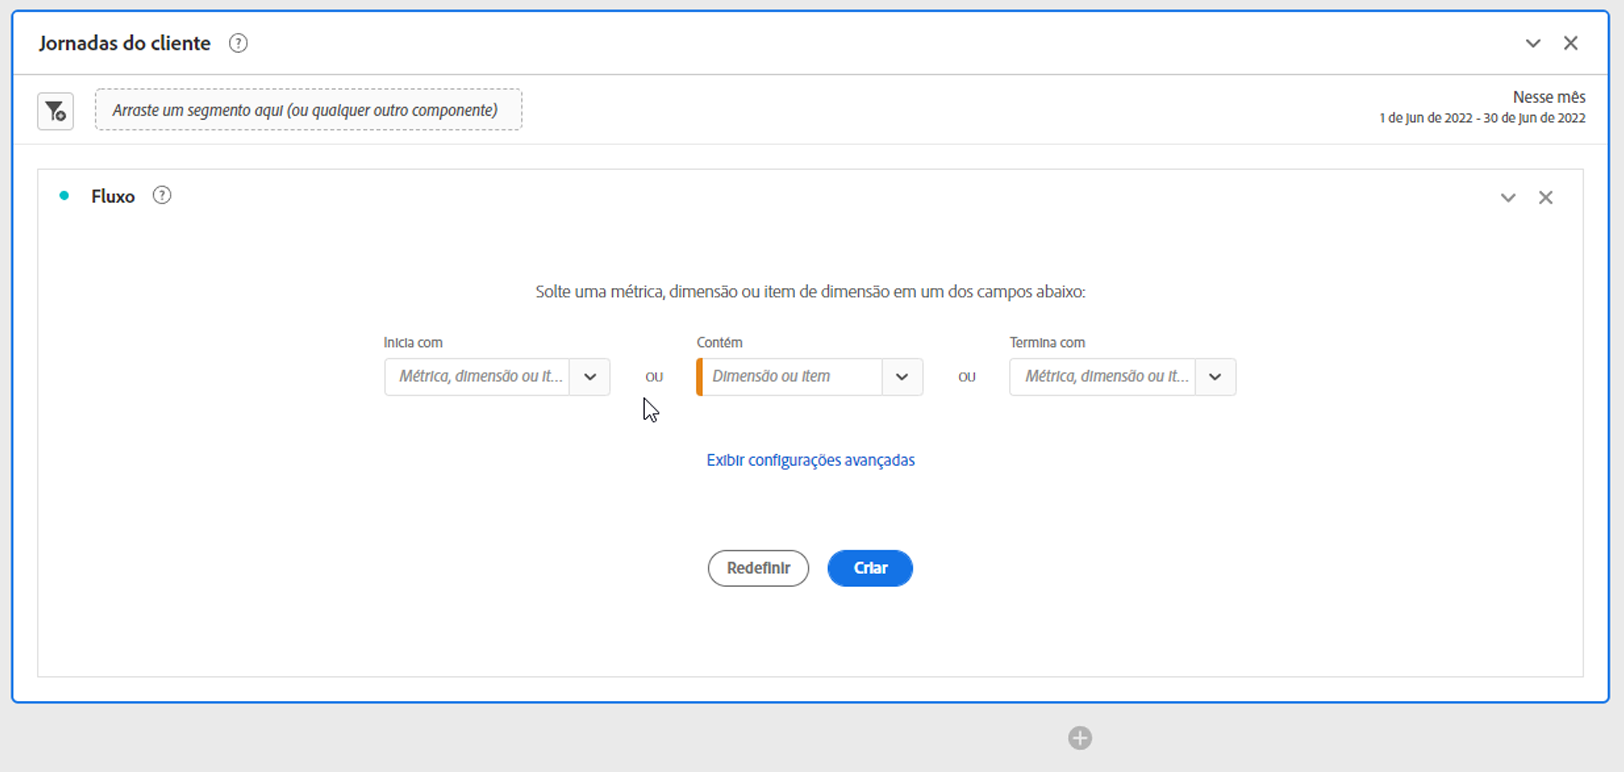 Jornadas do cliente
Arraste um segmento aqui (ou qualquer outro componente)
Nesse mês
1 de jun de 2022 - 30 de jun de 2022
Fluxo
Solte uma métrica, dimensão ou item de dimensão em um dos campos abaixo:
Inicia com
Contém
Termina com
Métrica, dimensão ou it...
OU
Dimensão ou item
OU
Métrica, dimensão ou it...
Exibir configurações avançadas
Redefinir
Criar